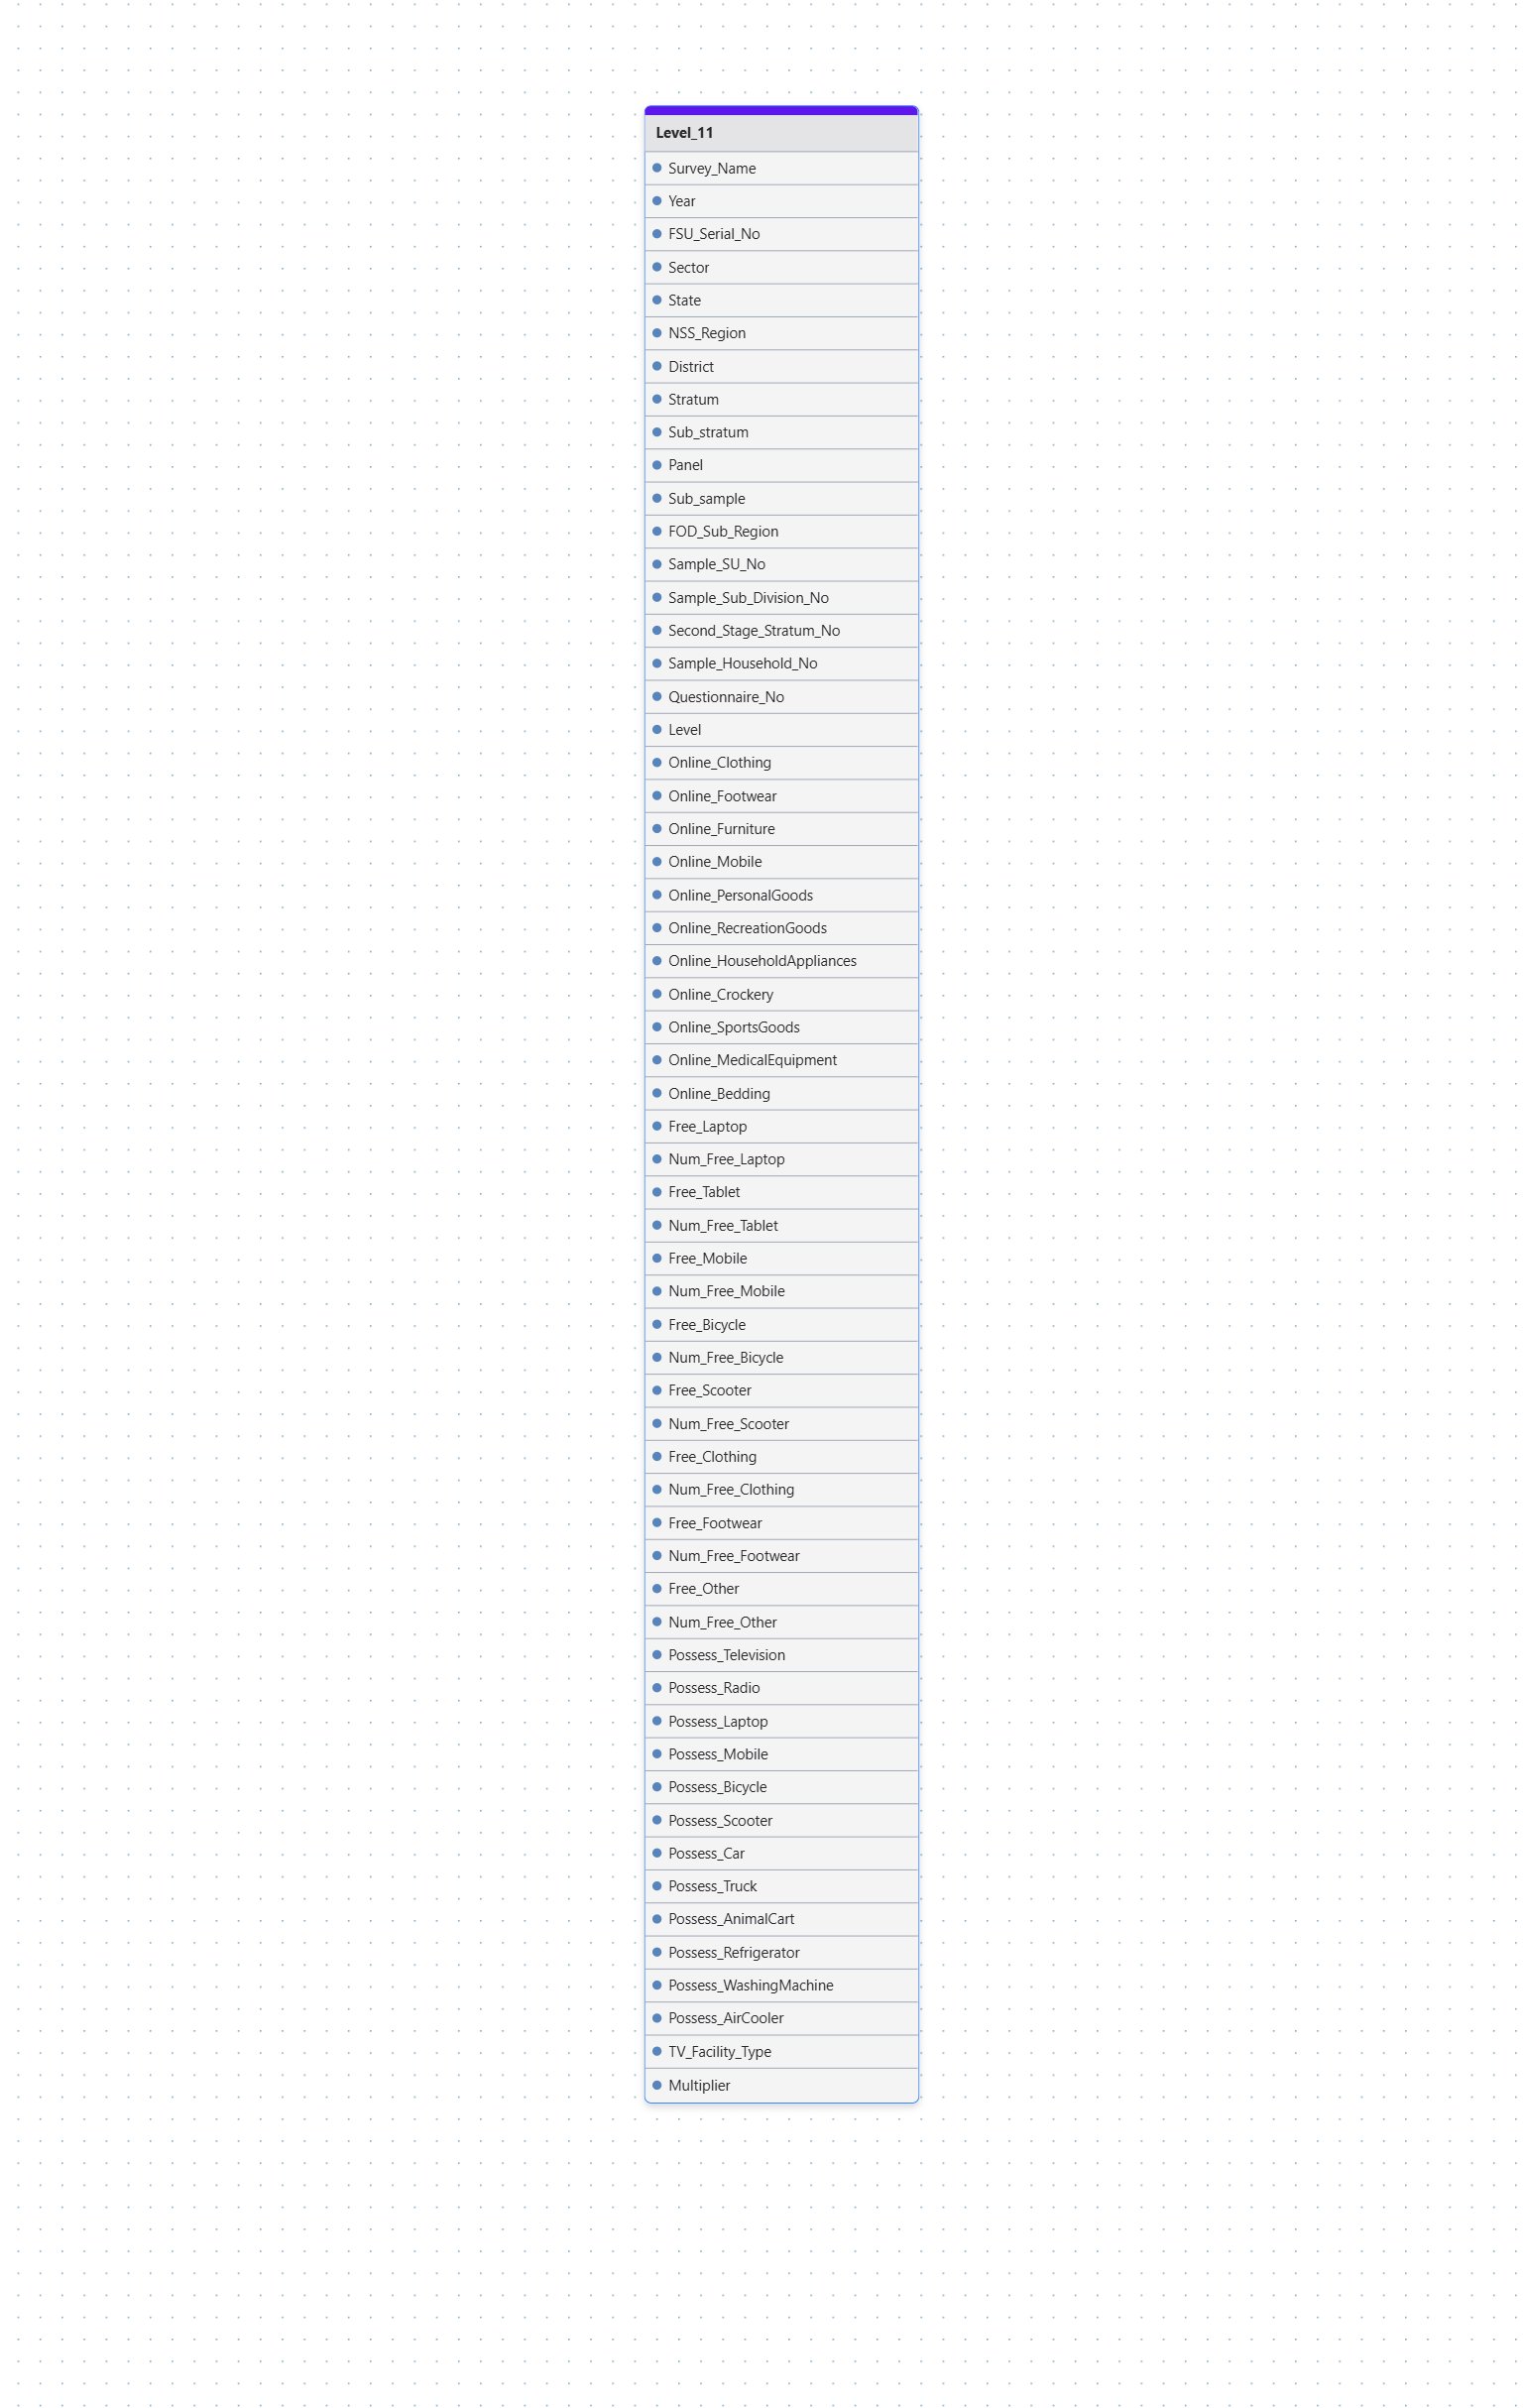 Level_11
Survey_Name
Year
FSU_Serial_No
Sector
State
NSS_Region
District
Stratum
Sub_stratum
Panel
Sub_sample
FOD_Sub_Region
Sample_SU_No
Sample_Sub_Division_No
Second_Stage_Stratum_No
Sample_Household_No
Questionnaire_No
Level
Online_Clothing
Online_Footwear
Online_Furniture
Online_Mobile
Online_PersonalGoods
Online_RecreationGoods
Online_HouseholdAppliances
Online_Crockery
Online_SportsGoods
Online_MedicalEquipment
Online_Bedding
Free_Laptop
Num_Free_Laptop
Free_Tablet
Num_Free_Tablet
Free_Mobile
Num_Free_Mobile
Free_Bicycle
Num_Free_Bicycle
Free_Scooter
Num_Free_Scooter
Free_Clothing
Num_Free_Clothing
Free_Footwear
Num_Free_Footwear
Free_Other
Num_Free_Other
Possess_Television
Possess_Radio
Possess_Laptop
Possess_Mobile
Possess_Bicycle
Possess_Scooter
Possess_Car
Possess_Truck
Possess_AnimalCart
Possess_Refrigerator
Possess_WashingMachine
Possess_AirCooler
TV_Facility_Type
Multiplier